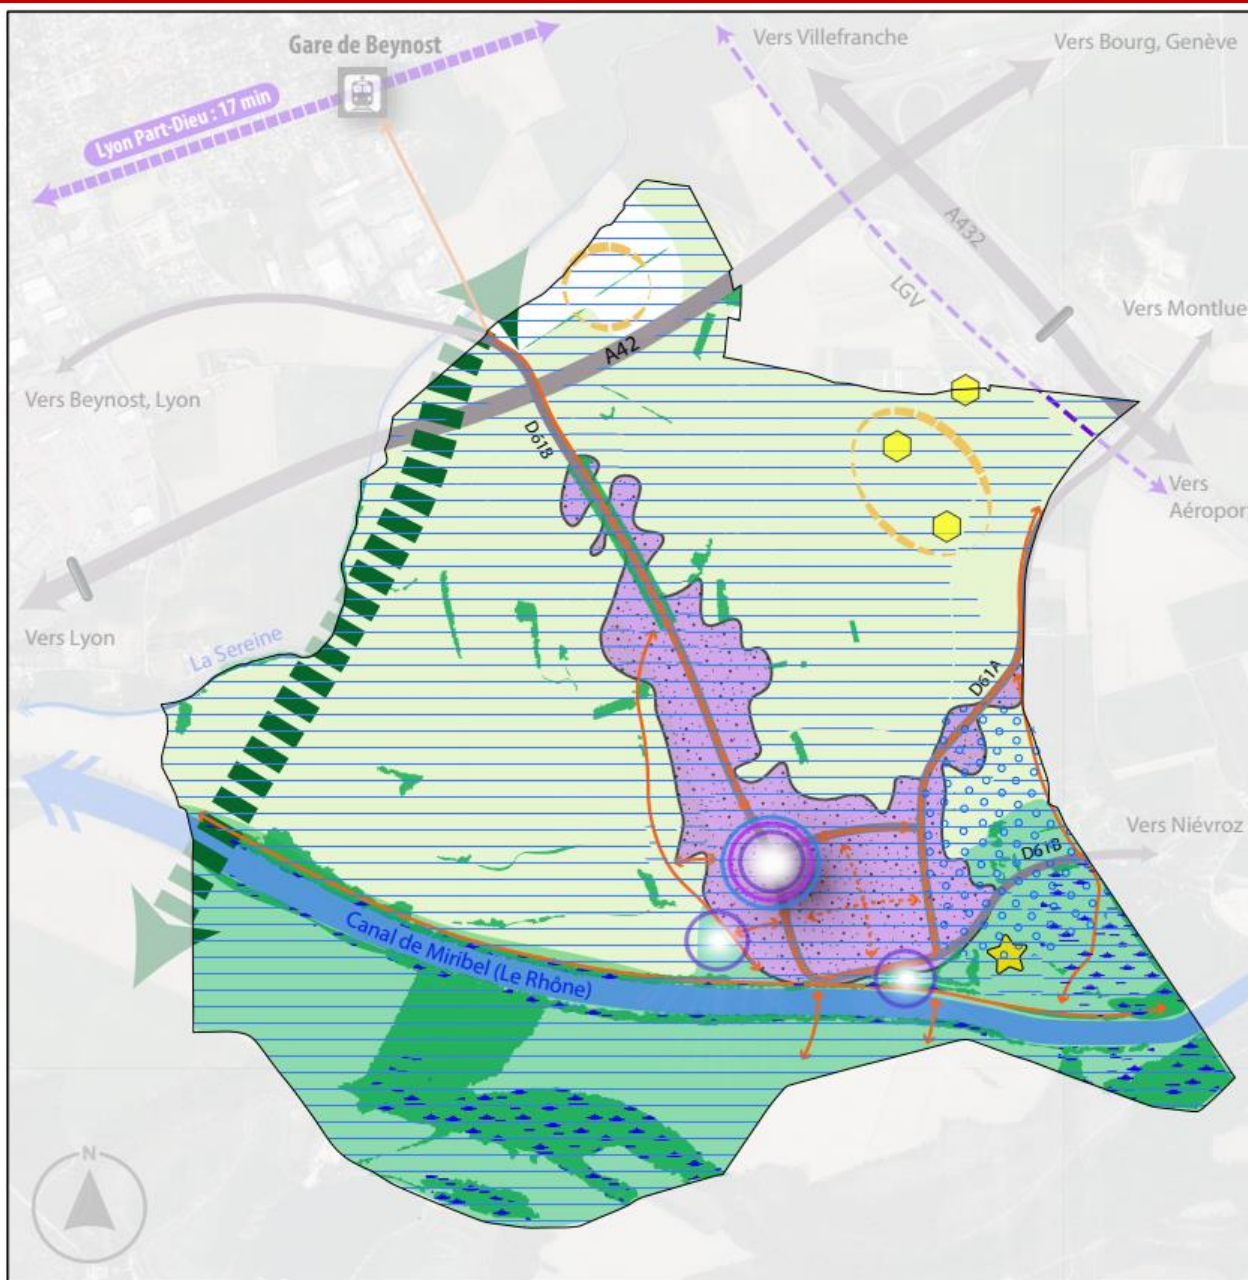 Gare de Beynost
Vers Villefranche
Vers Bourg, Genève
Lyon Part-Dieu : 17 min
A432
LGV
Vers Montlue
A42
Vers Beynost, Lyon
D61B
Vers
Aéropor
Vers Lyon
La Sereine
D61A
Vers Niévroz
D61B
Canal de Miribel (Le Rhône)
N